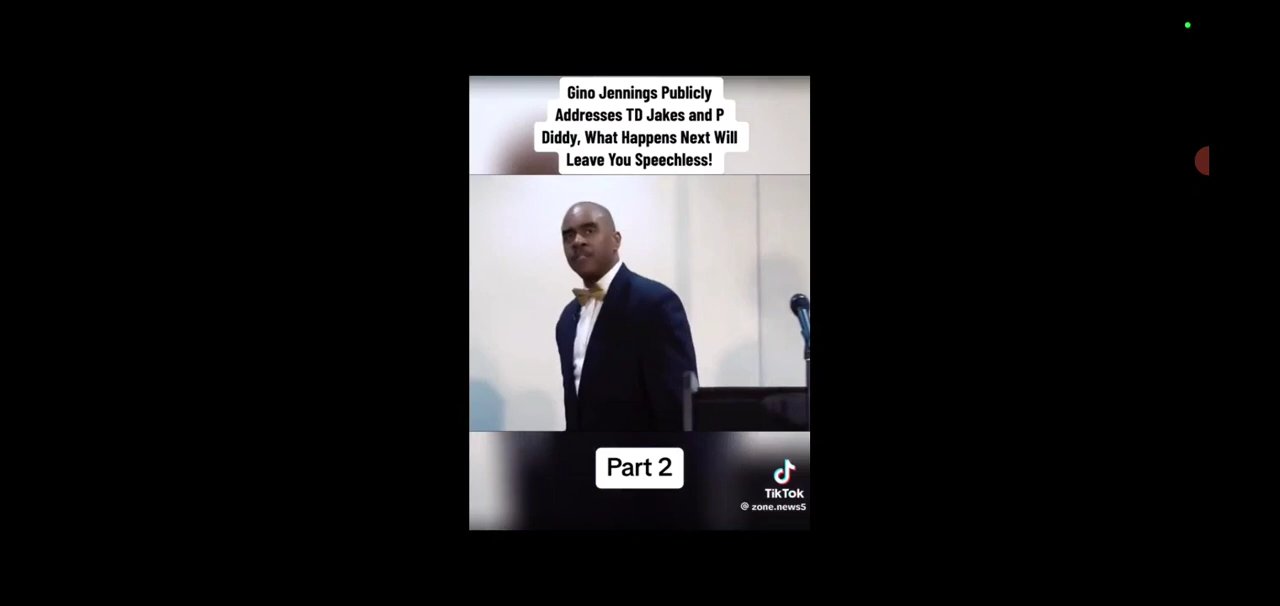 Gino Jennings Publicly
Addresses TD Jakes and P
Diddy, What Happens Next Will
Leave You Speechless!
Part 2
TikTok
@ zone.news5